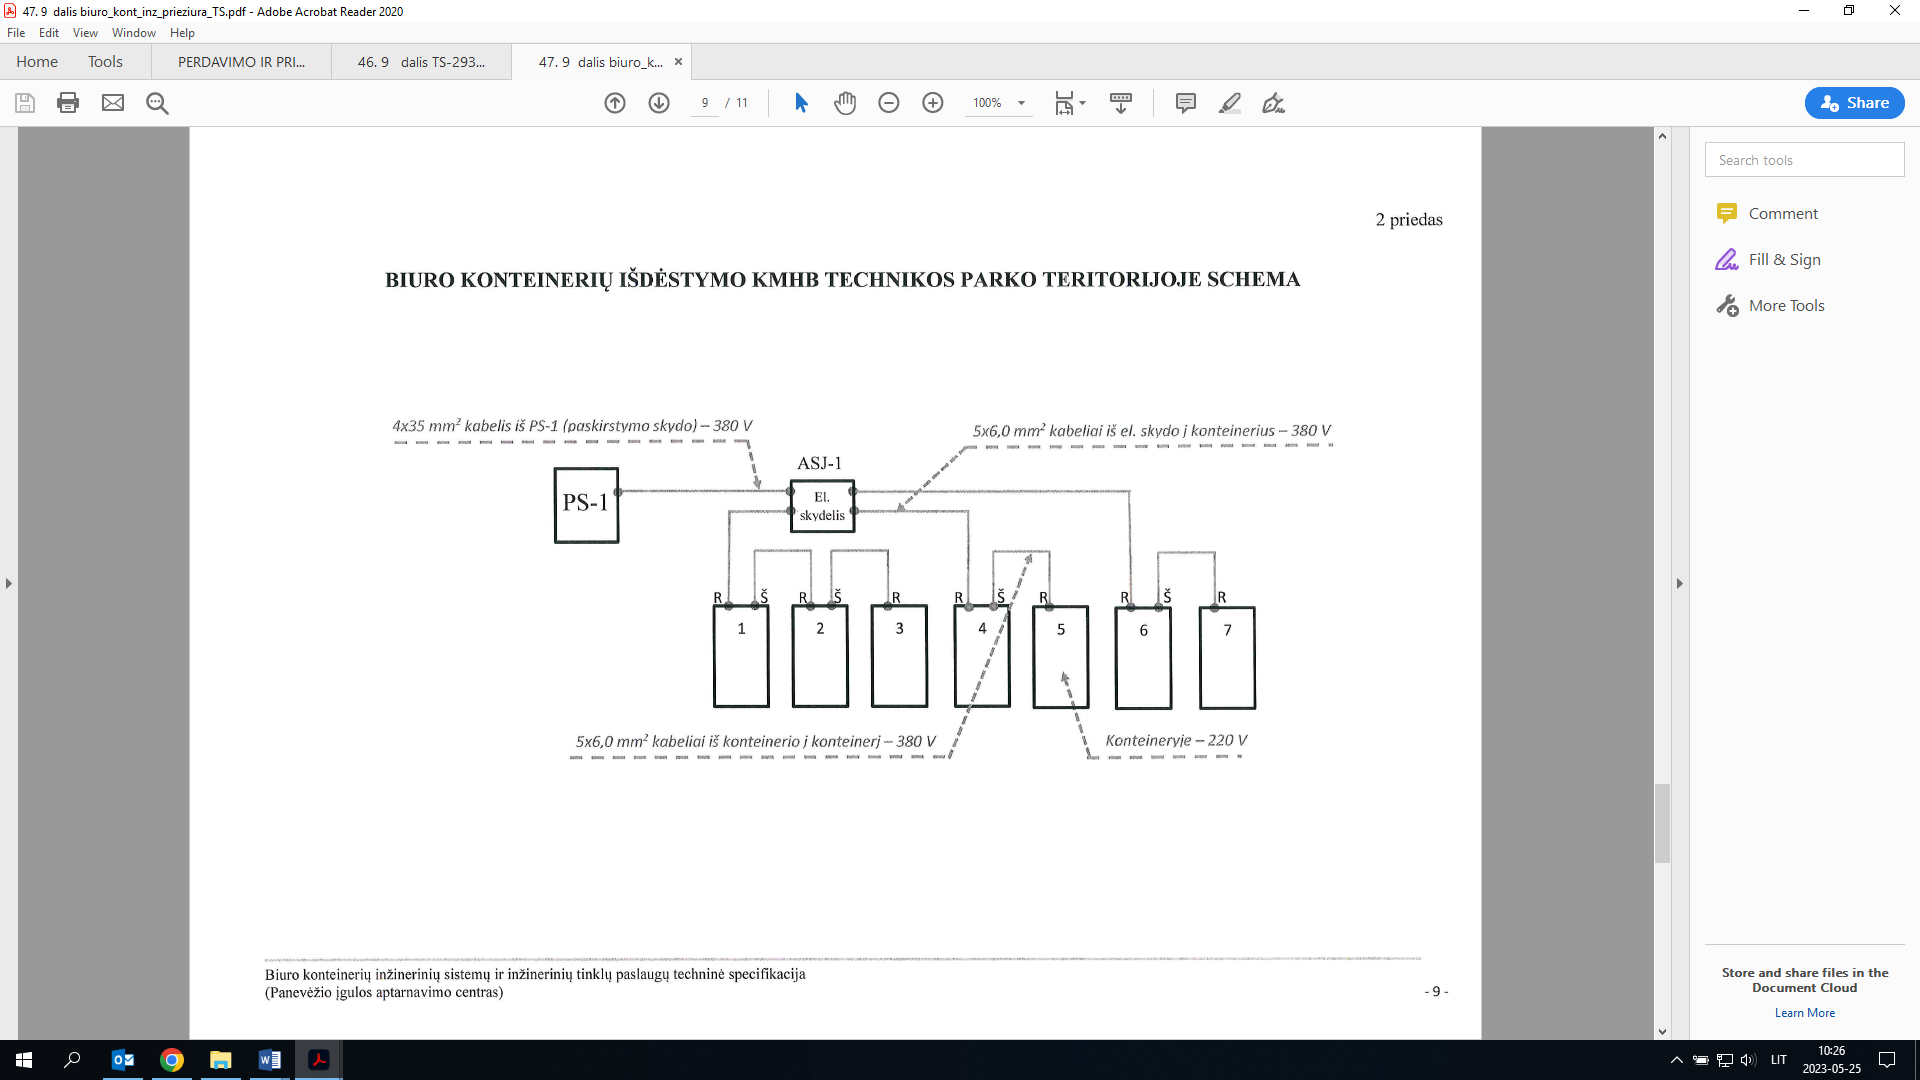 47. 9 dalis biuro_kont_inz_prieziura_TS.pdf - Adobe Acrobat Reader 2020
File Edit View Window Help
Home Tools PERDAVIMO IR PRI... 46. 9 dalis TS-293... 47. 9 dalis biuro_k...
9 / 11 100% Share
Search tools
Comment
Fill & Sign
More Tools
2 priedas
BIURO KONTEINERIŲ IŠDĖSTYMO KMHB TECHNIKOS PARKO TERITORIJOJE SCHEMA
4x35 mm² kabelis iš PS-1 (paskirstymo skydo) – 380 V
5x6,0 mm² kabeliai iš el. skydo į konteinerius – 380 V
ASJ-1
PS-1
El.
skydelis
R Š R Š R R Š R R Š R
1 2 3 4 5 6 7
5x6,0 mm² kabeliai iš konteinerio į konteinerį – 380 V
Konteineryje – 220 V
Biuro konteinerių inžinerinių sistemų ir inžinerinių tinklų paslaugų techninė specifikacija
(Panevėžio įgulos aptarnavimo centras)
- 9 -
Store and share files in the
Document Cloud
Learn More
LIT
10:26
2023-05-25